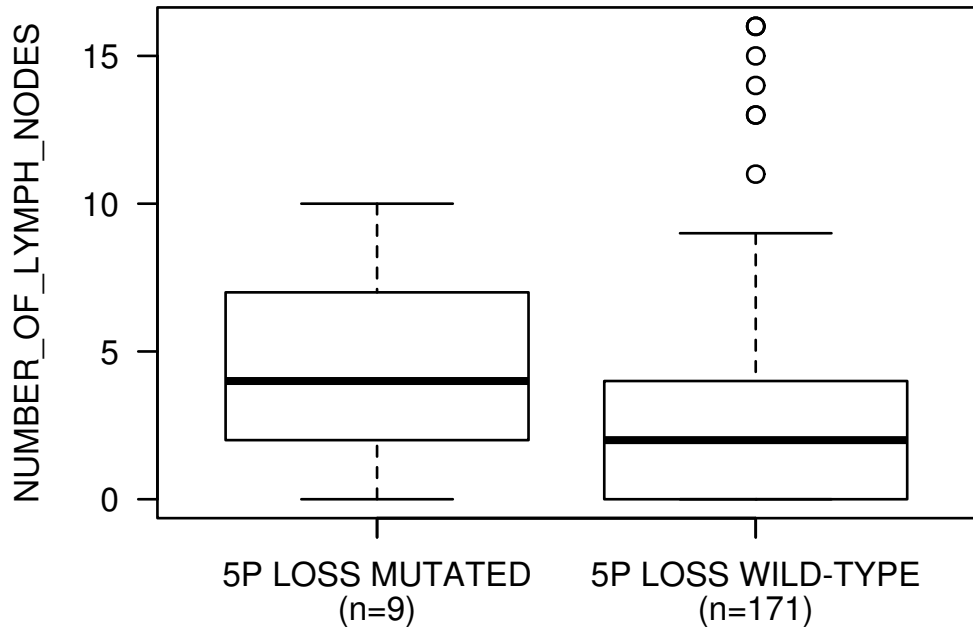 NUMBER_OF_LYMPH_NODES
15
10
5
0
5P LOSS MUTATED
(n=9)
5P LOSS WILD-TYPE
(n=171)